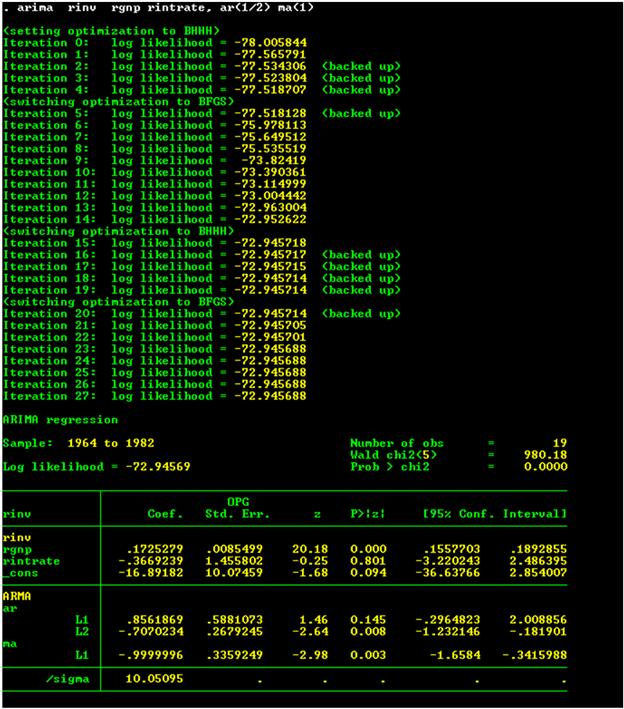 . arima rinv rgnp rintrate, ar(1/2) ma(1)
(setting optimization to BHHH)
Iteration 0: log likelihood = -78.005844
Iteration 1: log likelihood = -77.565791
Iteration 2: log likelihood = -77.534306 (backed up)
Iteration 3: log likelihood = -77.523804 (backed up)
Iteration 4: log likelihood = -77.518707 (backed up)
(switching optimization to BFGS)
Iteration 5: log likelihood = -77.518128 (backed up)
Iteration 6: log likelihood = -75.978113
Iteration 7: log likelihood = -75.649512
Iteration 8: log likelihood = -75.535519
Iteration 9: log likelihood = -73.82419
Iteration 10: log likelihood = -73.390361
Iteration 11: log likelihood = -73.114999
Iteration 12: log likelihood = -73.004442
Iteration 13: log likelihood = -72.963004
Iteration 14: log likelihood = -72.952622
(switching optimization to BHHH)
Iteration 15: log likelihood = -72.945718
Iteration 16: log likelihood = -72.945717 (backed up)
Iteration 17: log likelihood = -72.945715 (backed up)
Iteration 18: log likelihood = -72.945714 (backed up)
Iteration 19: log likelihood = -72.945714 (backed up)
(switching optimization to BFGS)
Iteration 20: log likelihood = -72.945714 (backed up)
Iteration 21: log likelihood = -72.945705
Iteration 22: log likelihood = -72.945701
Iteration 23: log likelihood = -72.945688
Iteration 24: log likelihood = -72.945688
Iteration 25: log likelihood = -72.945688
Iteration 26: log likelihood = -72.945688
Iteration 27: log likelihood = -72.945688
ARIMA regression
Sample: 1964 to 1982 Number of obs = 19
Wald chi2(5) = 980.18
Log likelihood = -72.94569 Prob > chi2 = 0.0000
OPG
rinv Coef. Std. Err. z P>|z| [95% Conf. Interval]
rinv
rgnp .1725279 .0085499 20.18 0.000 .1557703 .1892855
rintrate -.3669239 1.455802 -0.25 0.801 -3.220243 2.486395
_cons -16.89182 10.07459 -1.68 0.094 -36.63766 2.854007
ARMA
ar
L1 .8561869 .5881073 1.46 0.145 -.2964823 2.008856
L2 -.7070234 .2679245 -2.64 0.008 -1.232146 -.181901
ma
L1 -.9999996 .3359249 -2.98 0.003 -1.6584 -.3415988
/sigma 10.05095 . . . . .